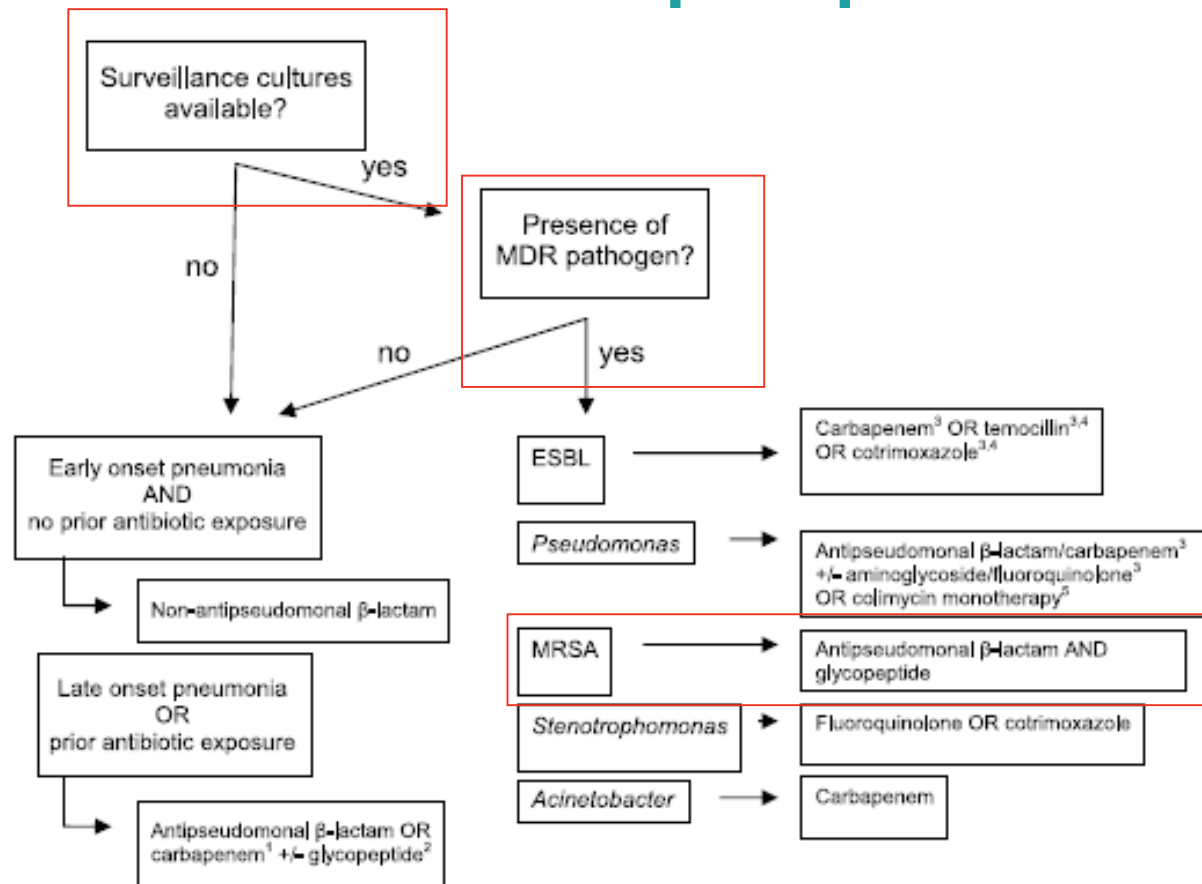 Surveillance cultures
available?
yes
no
Presence of
MDR pathogen?
no
yes
Early onset pneumonia
AND
no prior antibiotic exposure
Non-antipseudomonal β-lactam
Late onset pneumonia
OR
prior antibiotic exposure
Antipseudomonal β-lactam OR
carbapenem¹ +/- glycopeptide²
ESBL
Carbapenem³ OR temocillin³,⁴
OR cotrimoxazole³,⁴
Pseudomonas
Antipseudomonal β-lactam/carbapenem³
+/- aminoglycoside/fluoroquinolone³
OR colimycin monotherapy⁵
MRSA
Antipseudomonal β-lactam AND
glycopeptide
Stenotrophomonas
Fluoroquinolone OR cotrimoxazole
Acinetobacter
Carbapenem